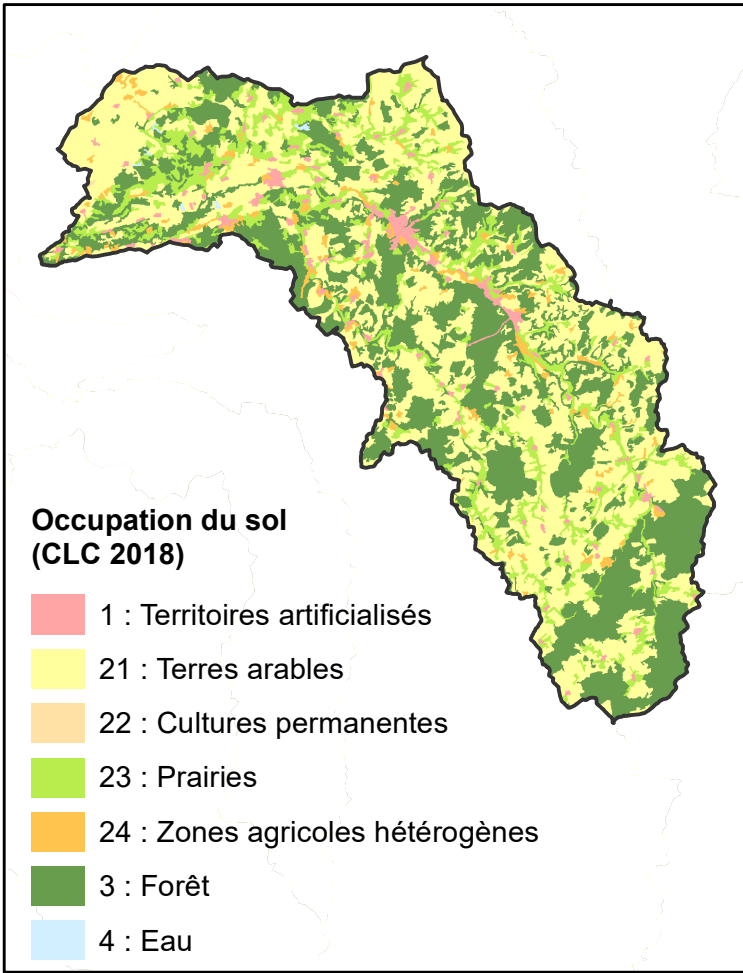 Occupation du sol
(CLC 2018)
1 : Territoires artificialisés
21 : Terres arables
22 : Cultures permanentes
23 : Prairies
24 : Zones agricoles hétérogènes
3 : Forêt
4 : Eau